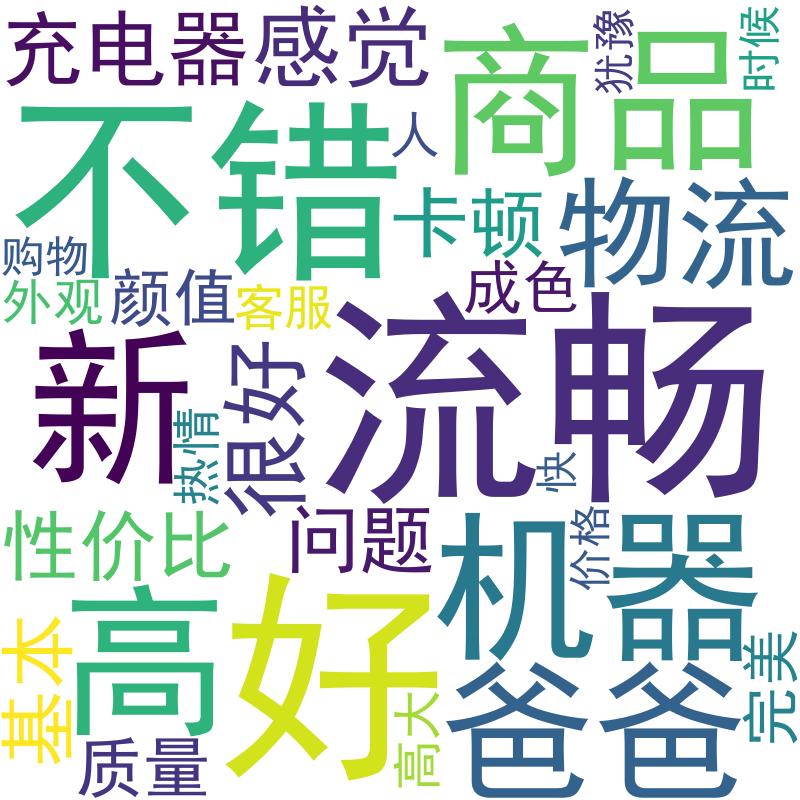 充电器
感觉
商品
犹豫
时候
不错
人
卡顿
物流
购物
外观
颜值
客服
成色
新
流畅
热情
很好
快
性价比
问题
机器
价格
基本
高
好
高大
爸爸
完美
质量